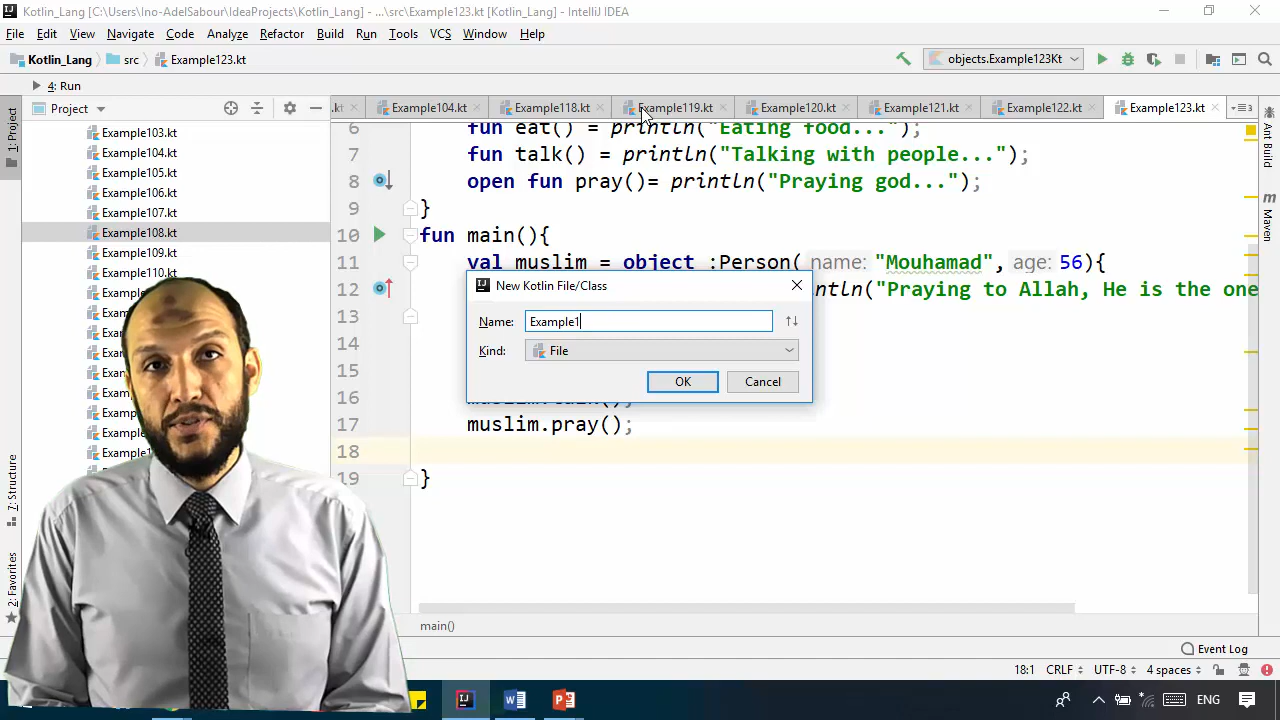 Kotlin_Lang [C:\Users\Ino-AdelSabour\IdeaProjects\Kotlin_Lang] - ...\src\Example123.kt [Kotlin_Lang] - IntelliJ IDEA
File Edit View Navigate Code Analyze Refactor Build Run Tools VCS Window Help
Kotlin_Lang src Example123.kt objects.Example123Kt
4: Run
Project
.kt Example104.kt Example118.kt Example119.kt Example120.kt Example121.kt Example122.kt Example123.kt
1: Project
7: Structure
2: Favorites
Example103.kt
Example104.kt
Example105.kt
Example106.kt
Example107.kt
Example108.kt
Example109.kt
Example110.kt
6 fun eat() = println("Eating food...");
7 fun talk() = println("Talking with people...");
8 open fun pray()= println("Praying god...");
9 }
10 fun main(){
11 val muslim = object :Person( name: "Mouhamad", age: 56){
12 ntln("Praying to Allah, He is the one
13
14
15
16
17 muslim.pray();
18
19 }
New Kotlin File/Class
Name: Example1
Kind: File
OK Cancel
Ant Build
Maven
main()
Event Log
18:1 CRLF UTF-8 4 spaces
ENG